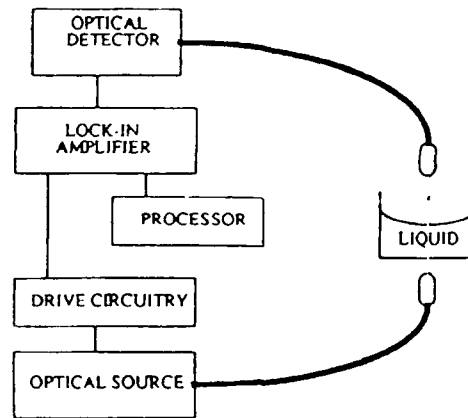 OPTICAL
DETECTOR
LOCK-IN
AMPLIFIER
PROCESSOR
LIQUID
DRIVE CIRCUITRY
OPTICAL SOURCE